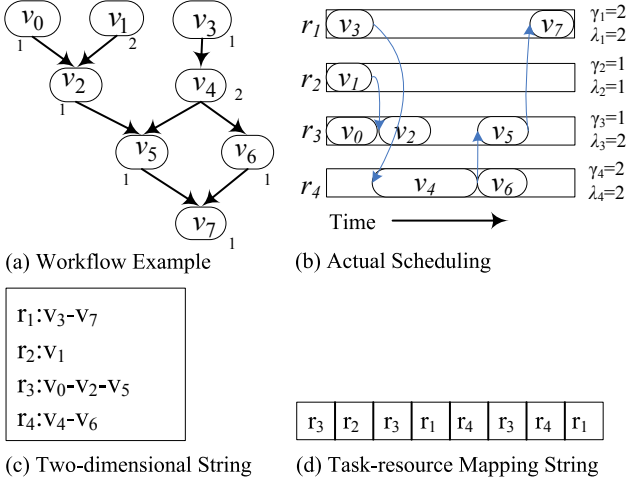 v0 v1 v3
1 2 1
v2 v4
1 2
v5 v6
1 1
v7
1
(a) Workflow Example
r1 v3 v7 γ1=2
λ1=2
r2 v1 γ2=1
λ2=1
r3 v0 v2 v5 γ3=1
λ3=2
r4 v4 v6 γ4=2
λ4=2
Time
(b) Actual Scheduling
r1:v3-v7
r2:v1
r3:v0-v2-v5
r4:v4-v6
(c) Two-dimensional String
r3 r2 r3 r1 r4 r3 r4 r1
(d) Task-resource Mapping String